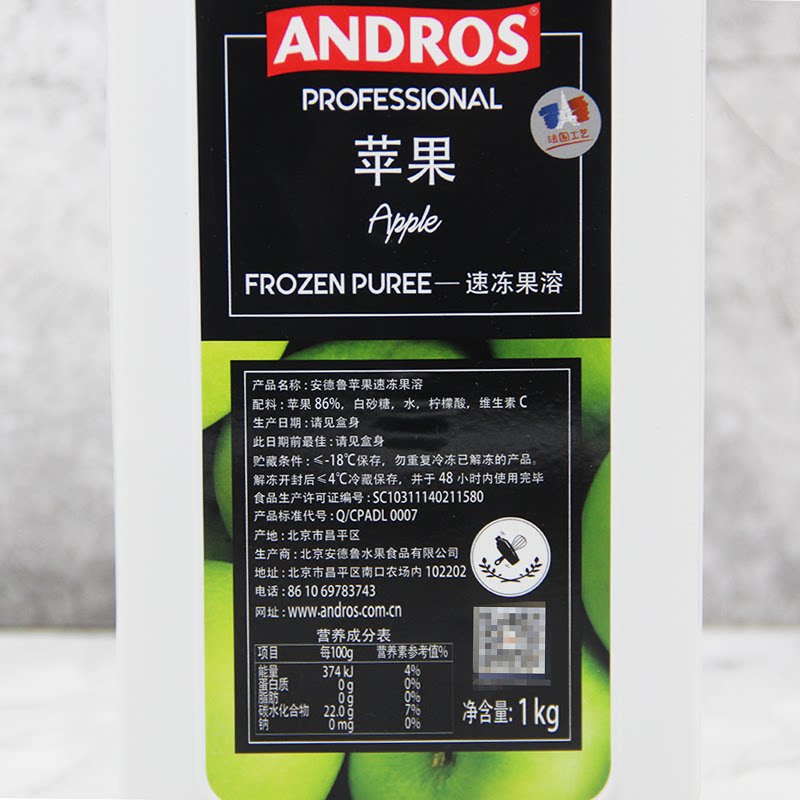 ANDROS®
PROFESSIONAL
法国工艺
苹果
Apple
FROZEN PUREE—速冻果溶
产品名称:安德鲁苹果速冻果溶
配料:苹果86%，白砂糖，水，柠檬酸，维生素C
生产日期:请见盒身
此日期前最佳:请见盒身
贮藏条件:≤-18℃保存，勿重复冷冻已解冻的产品。
解冻开封后≤4℃冷藏保存，并于48小时内使用完毕
食品生产许可证编号:SC10311140211580
产品标准代号:Q/CPADL 0007
产地:北京市昌平区
生产商:北京安德鲁水果食品有限公司
地址:北京市昌平区南口农场内 102202
电话:86 10 69783743
网址:www.andros.com.cn
营养成分表
项目 每100g 营养素参考值%
能量 374 kJ 4%
蛋白质 0 g 0%
脂肪 0 g 0%
碳水化合物 22.0 g 7%
钠 0 mg 0%
净含量:1kg